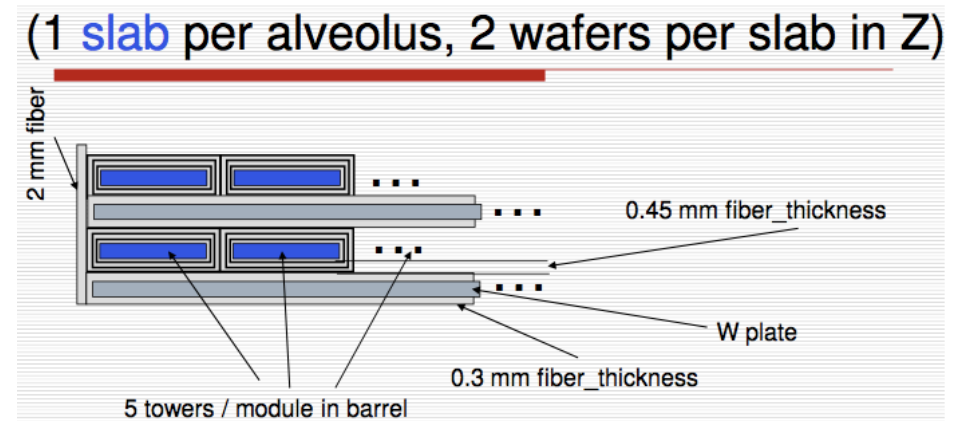 (1 slab per alveolus, 2 wafers per slab in Z)
2 mm fiber
0.45 mm fiber_thickness
W plate
0.3 mm fiber_thickness
5 towers / module in barrel